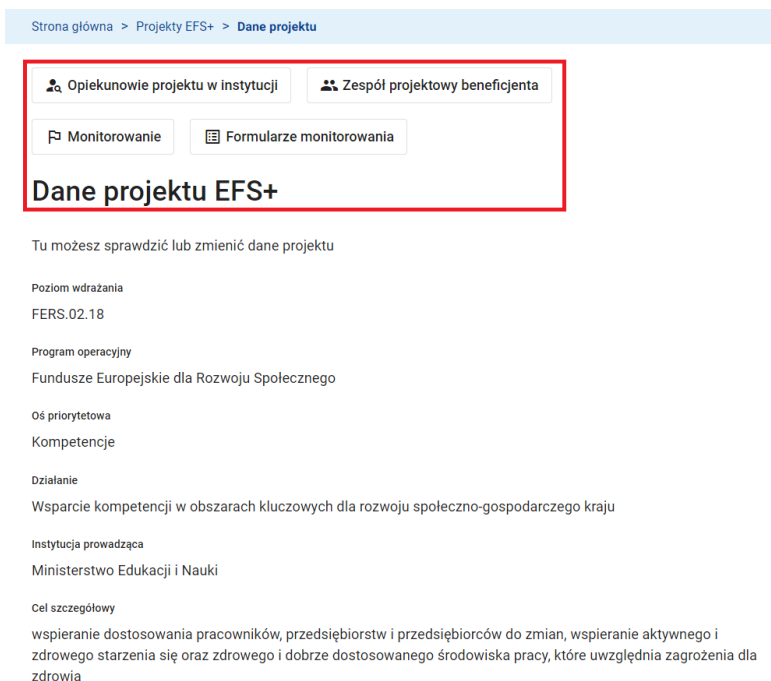 Strona główna > Projekty EFS+ > Dane projektu
Opiekunowie projektu w instytucji Zespół projektowy beneficjenta
Monitorowanie Formularze monitorowania
Dane projektu EFS+
Tu możesz sprawdzić lub zmienić dane projektu
Poziom wdrażania
FERS.02.18
Program operacyjny
Fundusze Europejskie dla Rozwoju Społecznego
Oś priorytetowa
Kompetencje
Działanie
Wsparcie kompetencji w obszarach kluczowych dla rozwoju społeczno-gospodarczego kraju
Instytucja prowadząca
Ministerstwo Edukacji i Nauki
Cel szczegółowy
wspieranie dostosowania pracowników, przedsiębiorstw i przedsiębiorców do zmian, wspieranie aktywnego i
zdrowego starzenia się oraz zdrowego i dobrze dostosowanego środowiska pracy, które uwzględnia zagrożenia dla
zdrowia